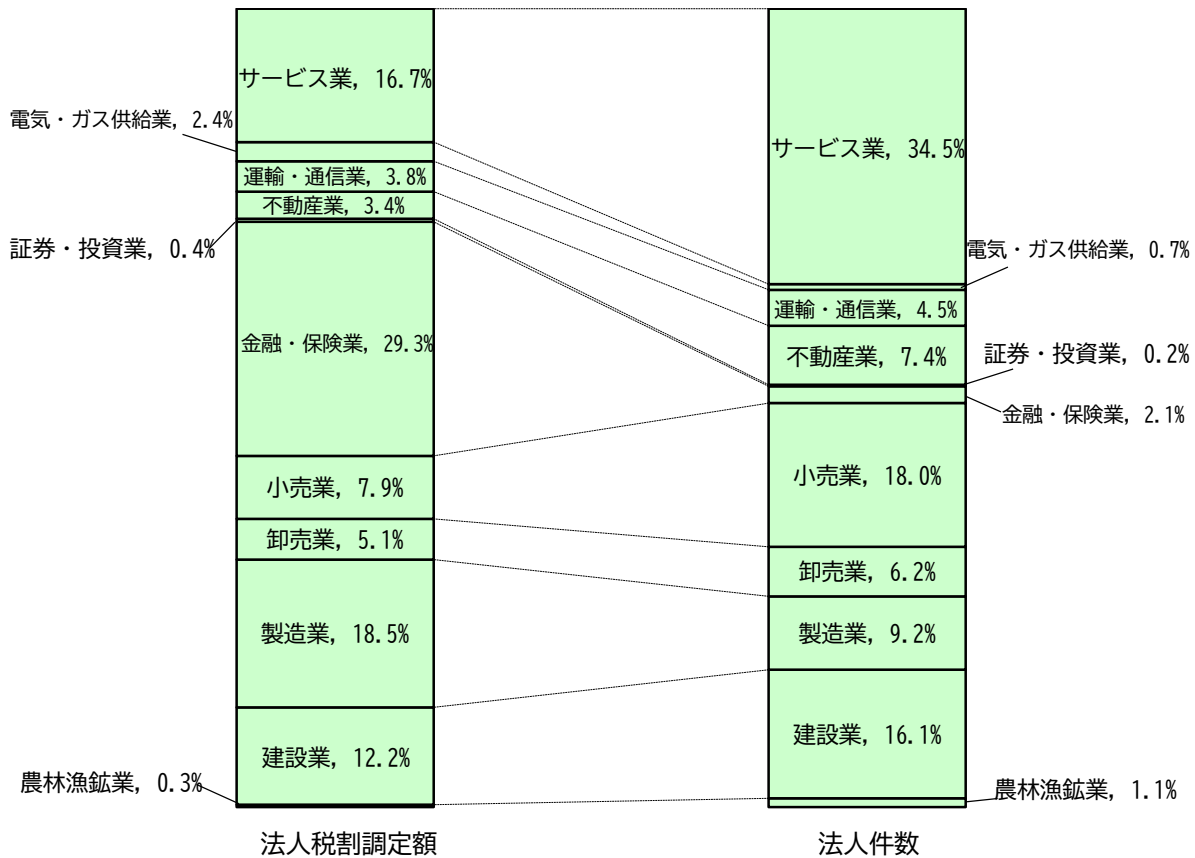 サービス業, 16.7%
電気・ガス供給業, 2.4%
運輸・通信業, 3.8%
不動産業, 3.4%
証券・投資業, 0.4%
金融・保険業, 29.3%
小売業, 7.9%
卸売業, 5.1%
製造業, 18.5%
建設業, 12.2%
農林漁鉱業, 0.3%
法人税割調定額
サービス業, 34.5%
電気・ガス供給業, 0.7%
運輸・通信業, 4.5%
不動産業, 7.4%
証券・投資業, 0.2%
金融・保険業, 2.1%
小売業, 18.0%
卸売業, 6.2%
製造業, 9.2%
建設業, 16.1%
農林漁鉱業, 1.1%
法人件数